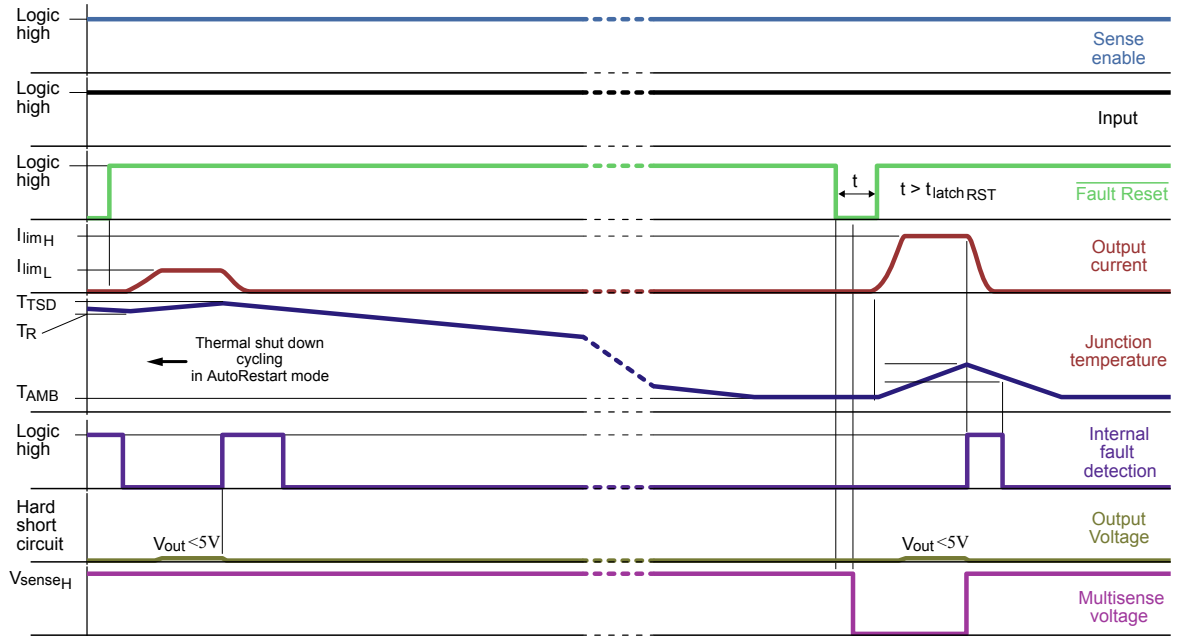 Logic
high
Sense
enable
Logic
high
Input
Logic
high
t
t > tlatchRST
Fault Reset
IlimH
Output
current
IlimL
TTSD
TR
Thermal shut down
cycling
in AutoRestart mode
Junction
temperature
TAMB
Logic
high
Internal
fault
detection
Hard
short
circuit
Vout <5V
Vout <5V
Output
Voltage
VsenseH
Multisense
voltage